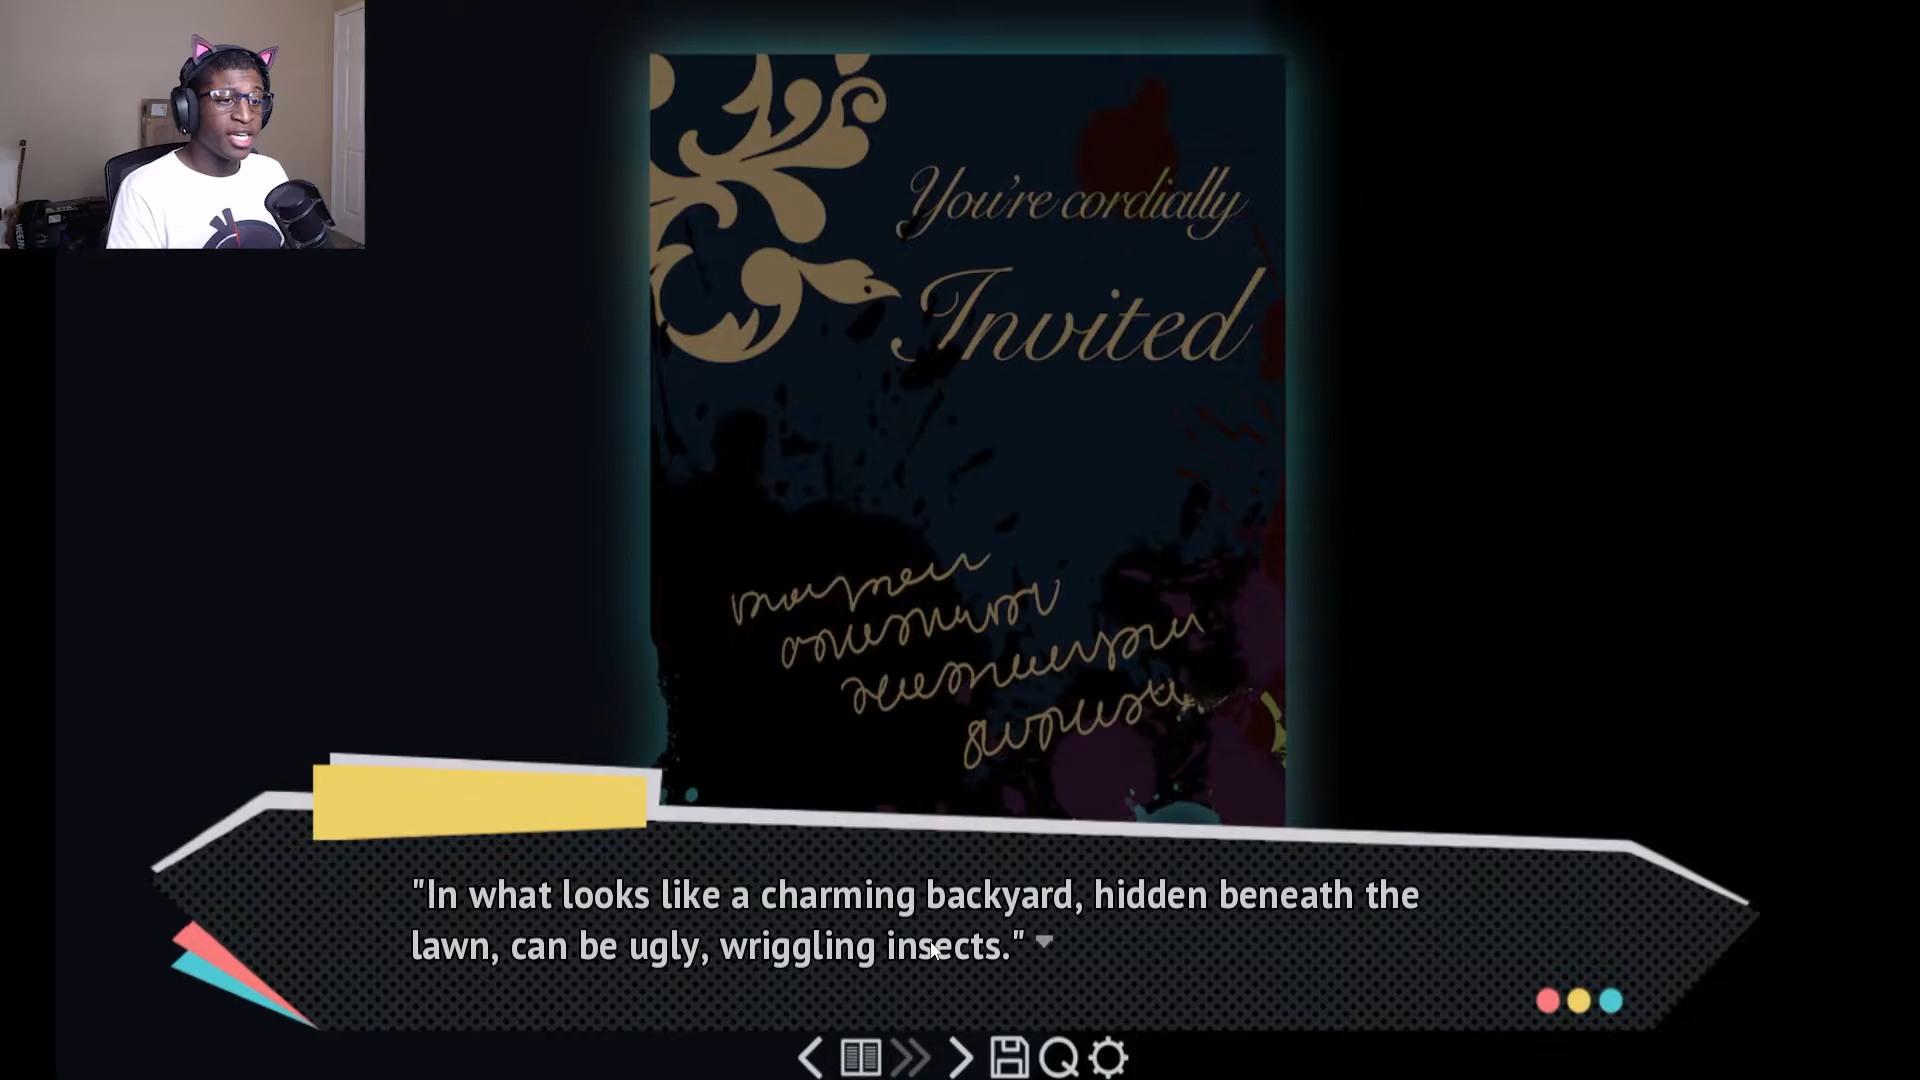 You're cordially
Invited
"In what looks like a charming backyard, hidden beneath the
lawn, can be ugly, wriggling insects."